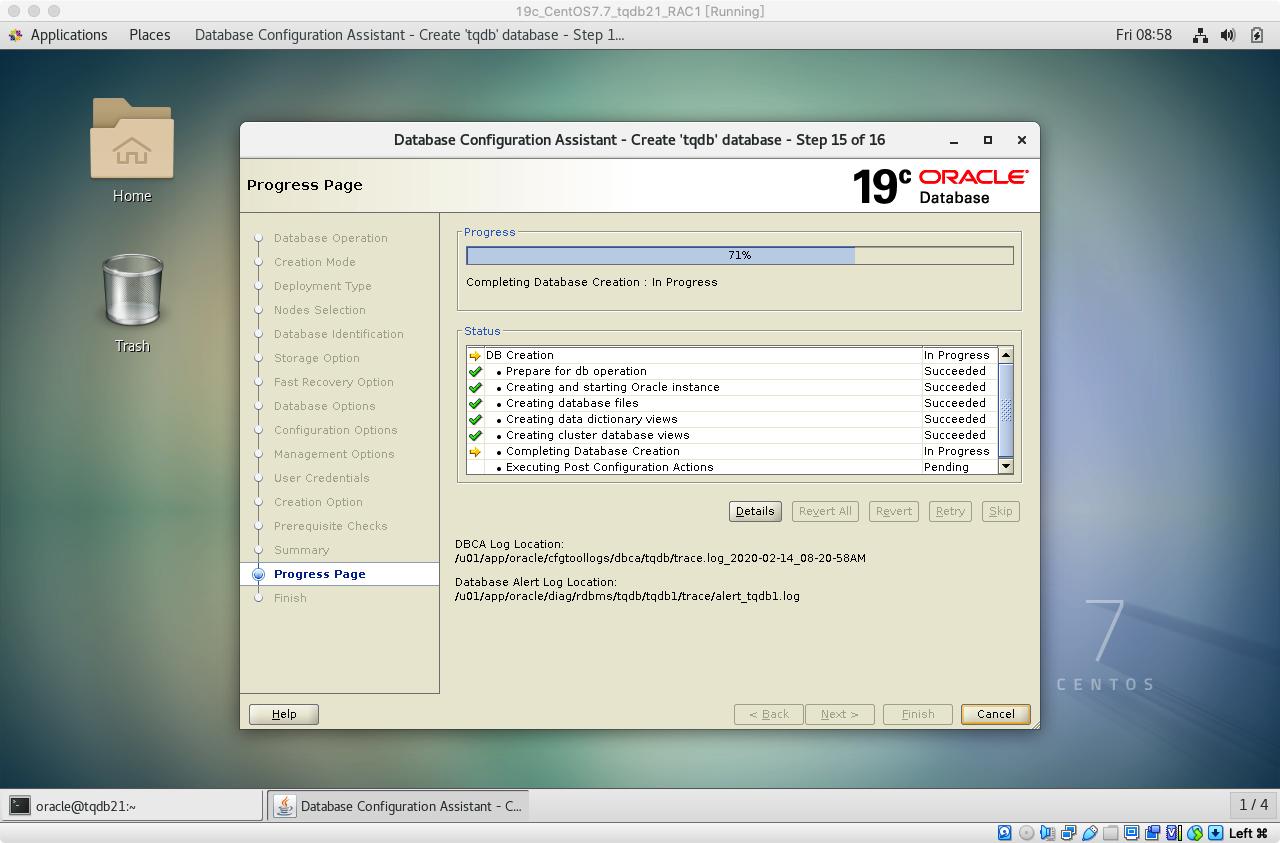 19c_CentOS7.7_tqdb21_RAC1 [Running]
Applications Places Database Configuration Assistant - Create 'tqdb' database - Step 1... Fri 08:58
Home
Trash
Database Configuration Assistant - Create 'tqdb' database - Step 15 of 16
Progress Page
19c ORACLE
Database
Database Operation
Creation Mode
Deployment Type
Nodes Selection
Database Identification
Storage Option
Fast Recovery Option
Database Options
Configuration Options
Management Options
User Credentials
Creation Option
Prerequisite Checks
Summary
Progress Page
Finish
Progress
71%
Completing Database Creation : In Progress
Status
DB Creation In Progress
Prepare for db operation Succeeded
Creating and starting Oracle instance Succeeded
Creating database files Succeeded
Creating data dictionary views Succeeded
Creating cluster database views Succeeded
Completing Database Creation In Progress
Executing Post Configuration Actions Pending
Details Revert All Revert Retry Skip
DBCA Log Location:
/u01/app/oracle/cfgtoollogs/dbca/tqdb/trace.log_2020-02-14_08-20-58AM
Database Alert Log Location:
/u01/app/oracle/diag/rdbms/tqdb/tqdb1/trace/alert_tqdb1.log
Help < Back Next > Finish Cancel
7
CENTOS
oracle@tqdb21:~ Database Configuration Assistant - C... 1 / 4
Left ⌘